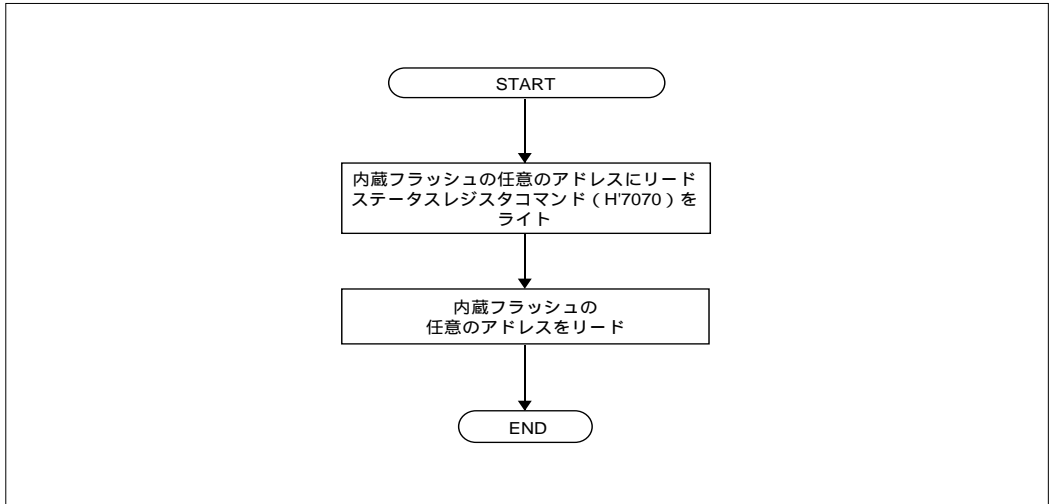 START
内蔵フラッシュの任意のアドレスにリード
ステータスレジスタコマンド（H'7070）を
ライト
内蔵フラッシュの
任意のアドレスをリード
END